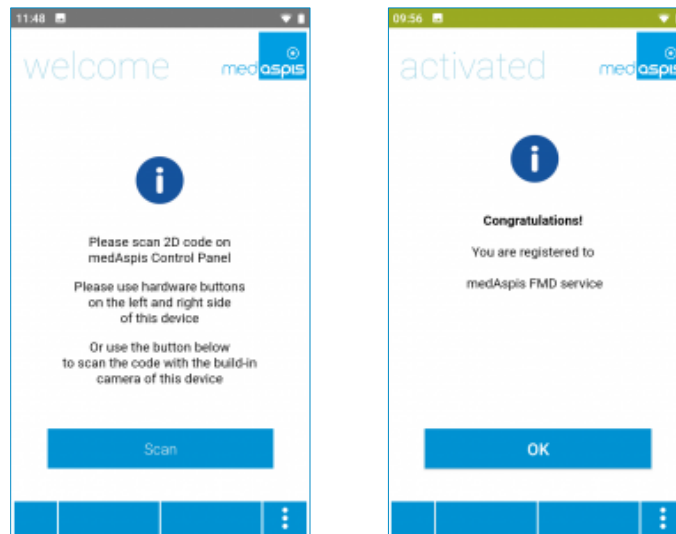 11:48
welcome
medaspis
Please scan 2D code on
medAspis Control Panel
Please use hardware buttons
on the left and right side
of this device
Or use the button below
to scan the code with the build-in
camera of this device
Scan
09:56
activated
medaspis
Congratulations!
You are registered to
medAspis FMD service
OK